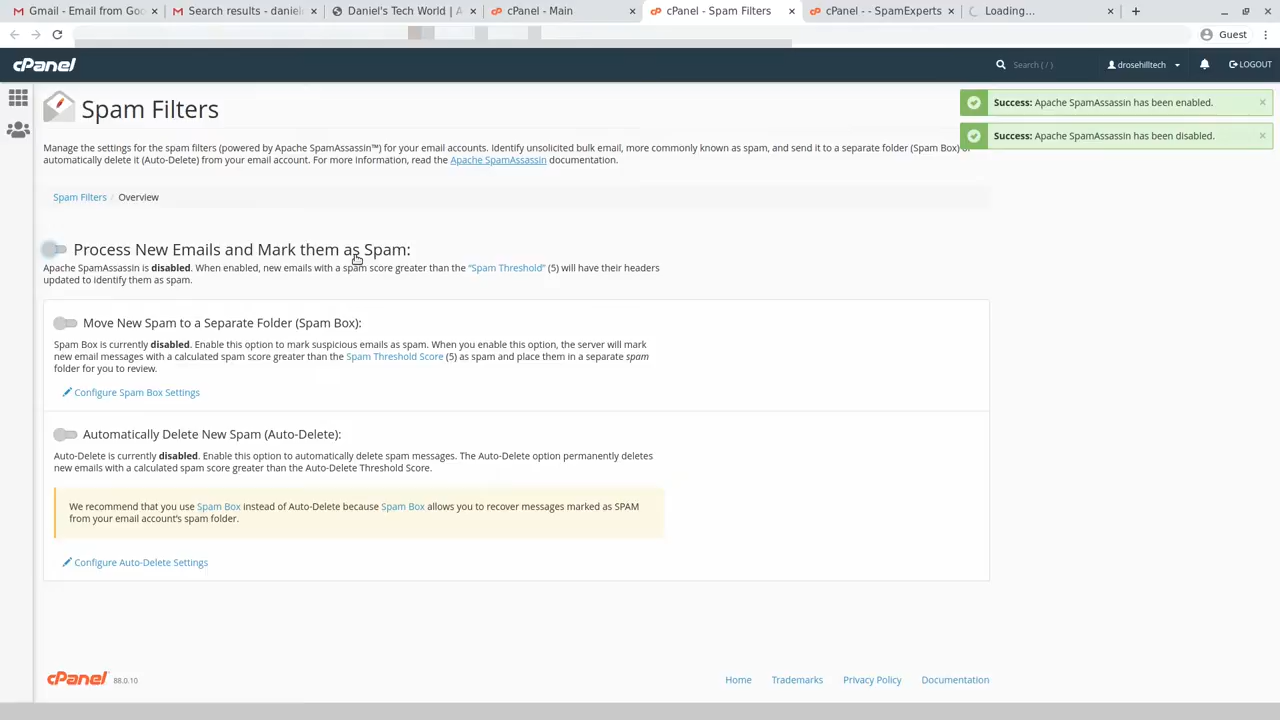 Gmail - Email from Goo
Search results - daniel
Daniel's Tech World | A
cPanel - Main
cPanel - Spam Filters
cPanel - - SpamExperts
Loading...
Guest
cPanel
Search ( / )
drosehilltech
LOGOUT
Spam Filters
Success: Apache SpamAssassin has been enabled.
Success: Apache SpamAssassin has been disabled.
Manage the settings for the spam filters (powered by Apache SpamAssassin™) for your email accounts. Identify unsolicited bulk email, more commonly known as spam, and send it to a separate folder (Spam Box) or
automatically delete it (Auto-Delete) from your email account. For more information, read the Apache SpamAssassin documentation.
Spam Filters / Overview
Process New Emails and Mark them as Spam:
Apache SpamAssassin is disabled. When enabled, new emails with a spam score greater than the “Spam Threshold” (5) will have their headers
updated to identify them as spam.
Move New Spam to a Separate Folder (Spam Box):
Spam Box is currently disabled. Enable this option to mark suspicious emails as spam. When you enable this option, the server will mark
new email messages with a calculated spam score greater than the Spam Threshold Score (5) as spam and place them in a separate spam
folder for you to review.
Configure Spam Box Settings
Automatically Delete New Spam (Auto-Delete):
Auto-Delete is currently disabled. Enable this option to automatically delete spam messages. The Auto-Delete option permanently deletes
new emails with a calculated spam score greater than the Auto-Delete Threshold Score.
We recommend that you use Spam Box instead of Auto-Delete because Spam Box allows you to recover messages marked as SPAM
from your email account's spam folder.
Configure Auto-Delete Settings
cPanel 88.0.10
Home
Trademarks
Privacy Policy
Documentation